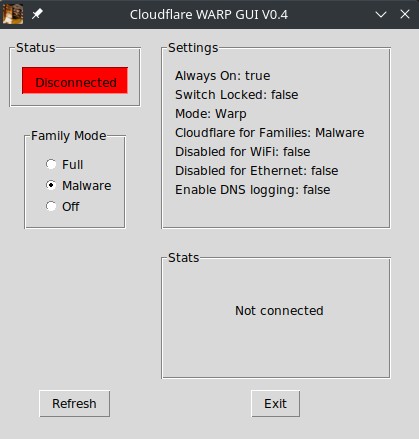 Cloudflare WARP GUI V0.4
Status
Disconnected
Family Mode
Full
Malware
Off
Settings
Always On: true
Switch Locked: false
Mode: Warp
Cloudflare for Families: Malware
Disabled for WiFi: false
Disabled for Ethernet: false
Enable DNS logging: false
Stats
Not connected
Refresh
Exit